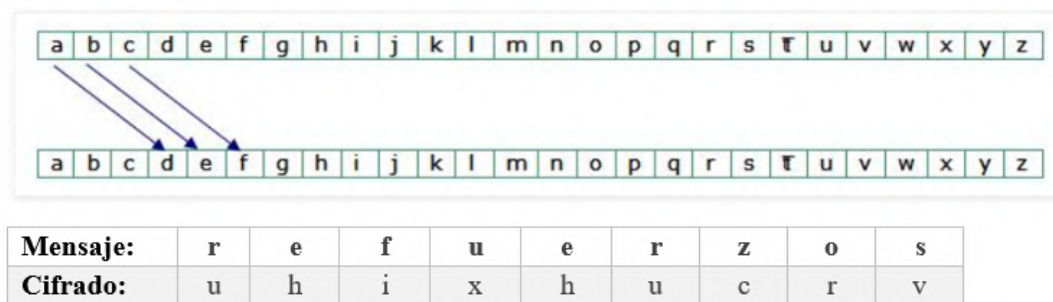 a b c d e f g h i j k l m n o p q r s t u v w x y z
a b c d e f g h i j k l m n o p q r s t u v w x y z
Mensaje: r e f u e r z o s
Cifrado: u h i x h u c r v